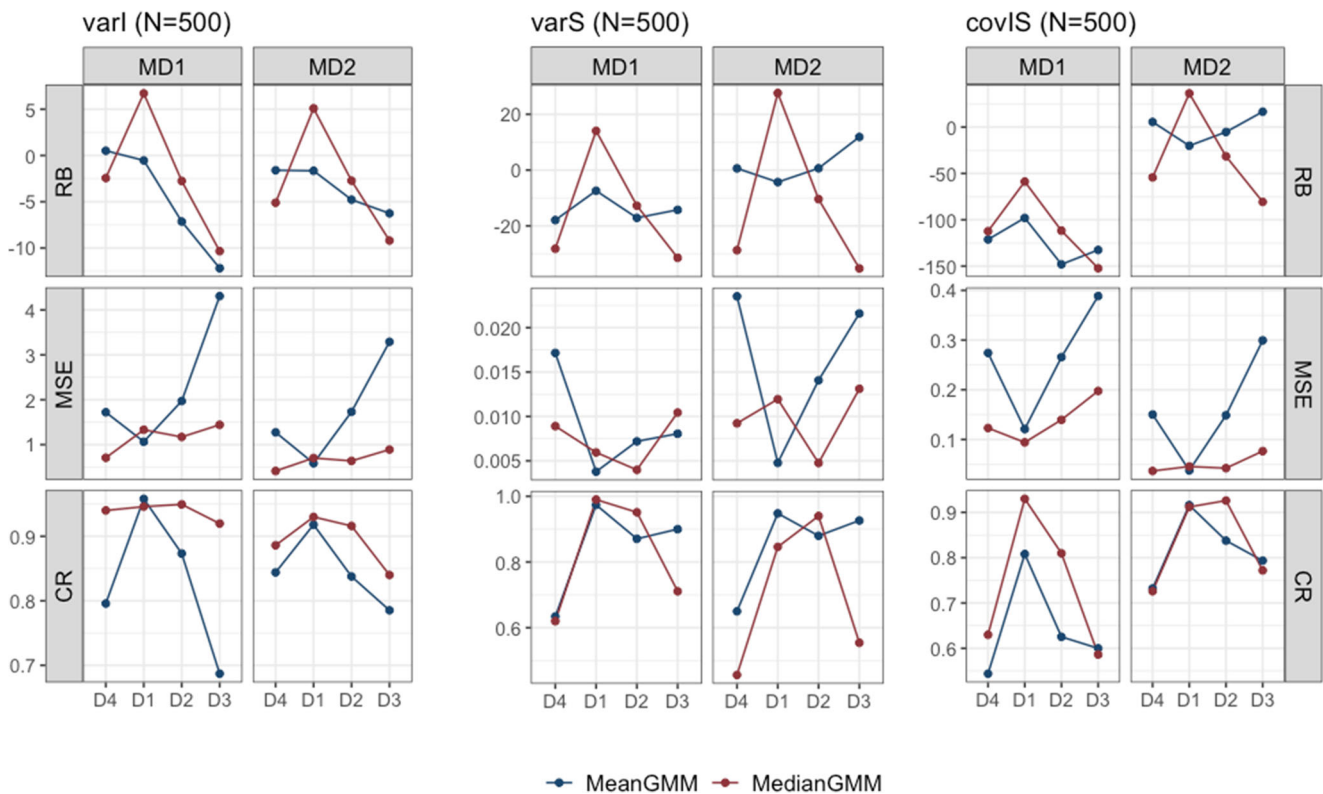 varI (N=500)
varS (N=500)
covIS (N=500)
MD1
MD2
MD1
MD2
MD1
MD2
RB
5
0
-5
-10
20
0
-20
0
-50
-100
-150
RB
MSE
4
3
2
1
0.020
0.015
0.010
0.005
0.4
0.3
0.2
0.1
MSE
CR
0.9
0.8
0.7
1.0
0.8
0.6
0.9
0.8
0.7
0.6
CR
D4 D1 D2 D3
D4 D1 D2 D3
D4 D1 D2 D3
D4 D1 D2 D3
D4 D1 D2 D3
D4 D1 D2 D3
MeanGMM MedianGMM